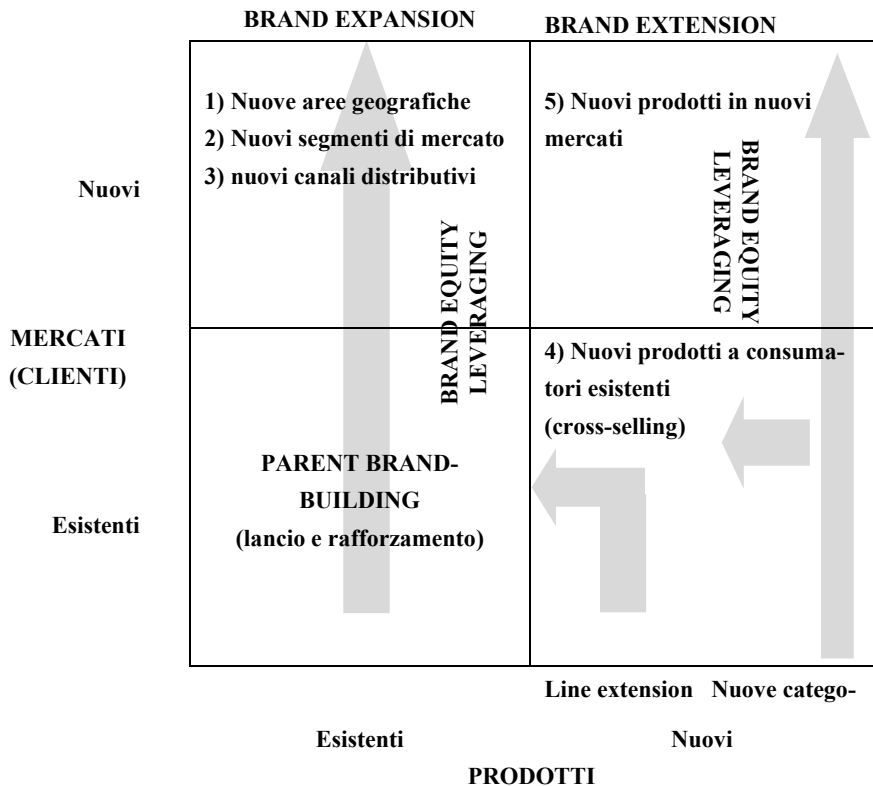 BRAND EXPANSION
BRAND EXTENSION
1) Nuove aree geografiche
2) Nuovi segmenti di mercato
3) nuovi canali distributivi
5) Nuovi prodotti in nuovi
mercati
Nuovi
BRAND EQUITY
LEVERAGING
BRAND EQUITY
LEVERAGING
MERCATI
(CLIENTI)
4) Nuovi prodotti a consuma-
tori esistenti
(cross-selling)
PARENT BRAND-
BUILDING
(lancio e rafforzamento)
Esistenti
Line extension Nuove catego-
Esistenti
Nuovi
PRODOTTI